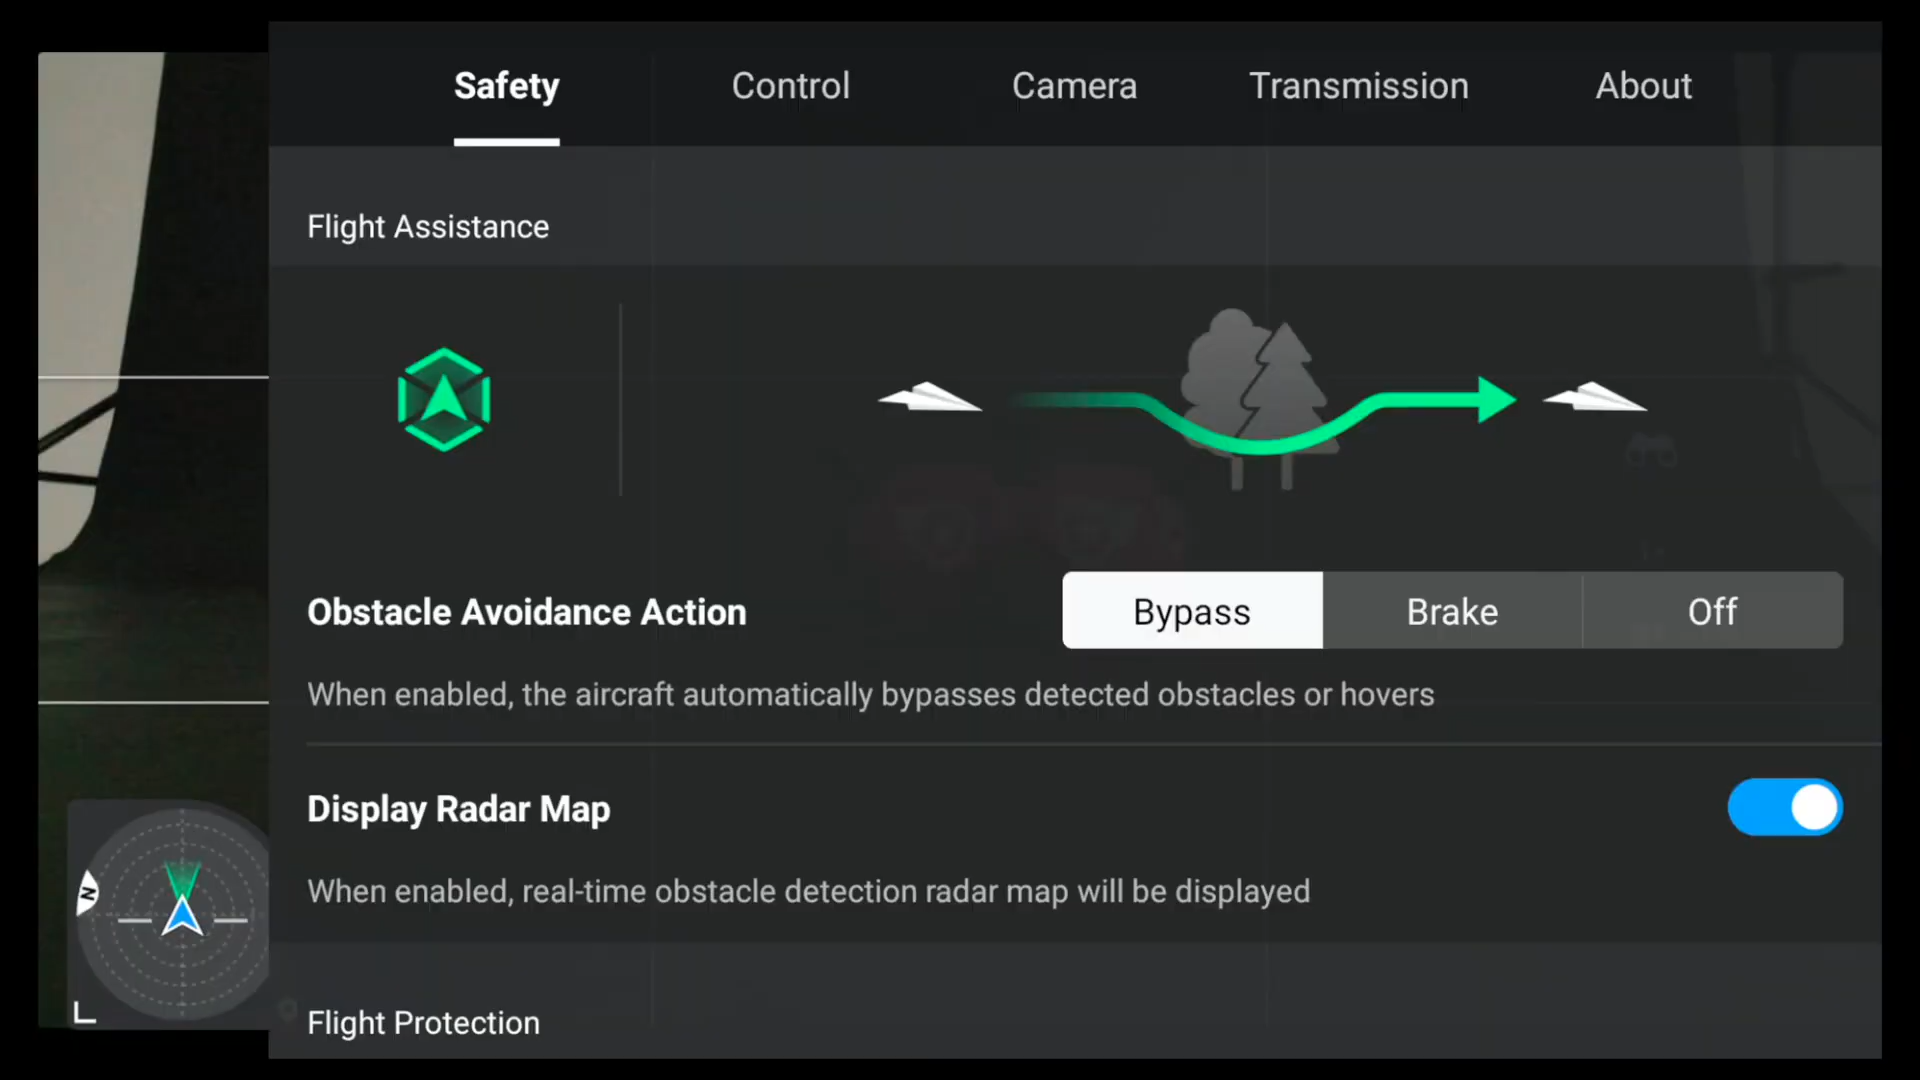 Safety
Control
Camera
Transmission
About
Flight Assistance
Obstacle Avoidance Action
Bypass
Brake
Off
When enabled, the aircraft automatically bypasses detected obstacles or hovers
Display Radar Map
When enabled, real-time obstacle detection radar map will be displayed
N
Flight Protection